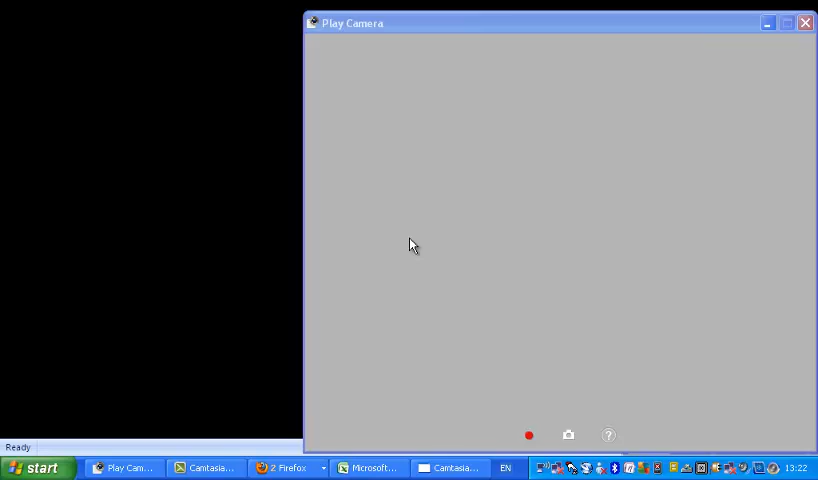 Play Camera
Ready
start
Play Cam...
Camtasia...
2 Firefox
Microsoft...
Camtasia...
EN
13:22